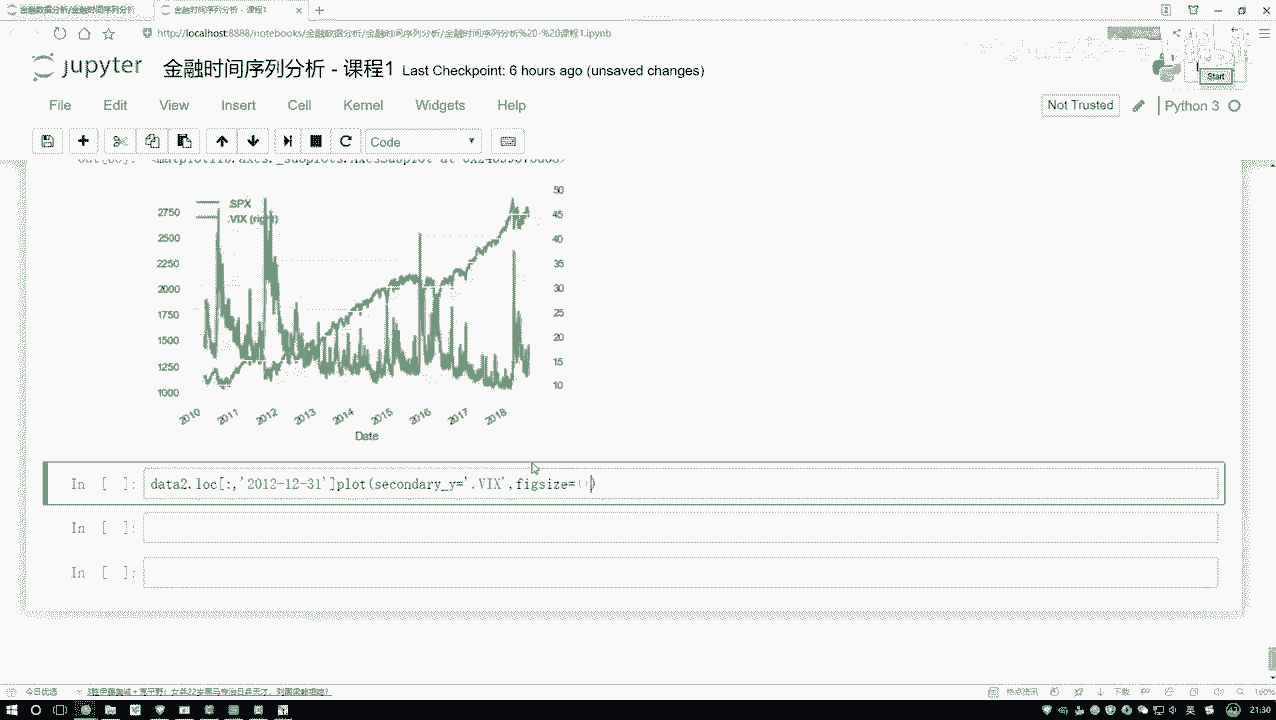 金融数据分析/金融时间序列分析
金融时间序列分析 - 课程1
http://localhost:8888/notebooks/金融数据分析/金融时间序列分析/金融时间序列分析%20-%20课程1.ipynb
jupyter 金融时间序列分析 - 课程1 Last Checkpoint: 6 hours ago (unsaved changes)
Start
File Edit View Insert Cell Kernel Widgets Help
Not Trusted Python 3
Code
.SPX
.VIX (right)
2750
2500
2250
2000
1750
1500
1250
1000
50
45
40
35
30
25
20
15
10
2010 2011 2012 2013 2014 2015 2016 2017 2018
Date
In [ ]: data2.loc[:,'2012-12-31']plot(secondary_y='.VIX',figsize=())
In [ ]:
In [ ]:
今日优选
下载
160%
英
21:30